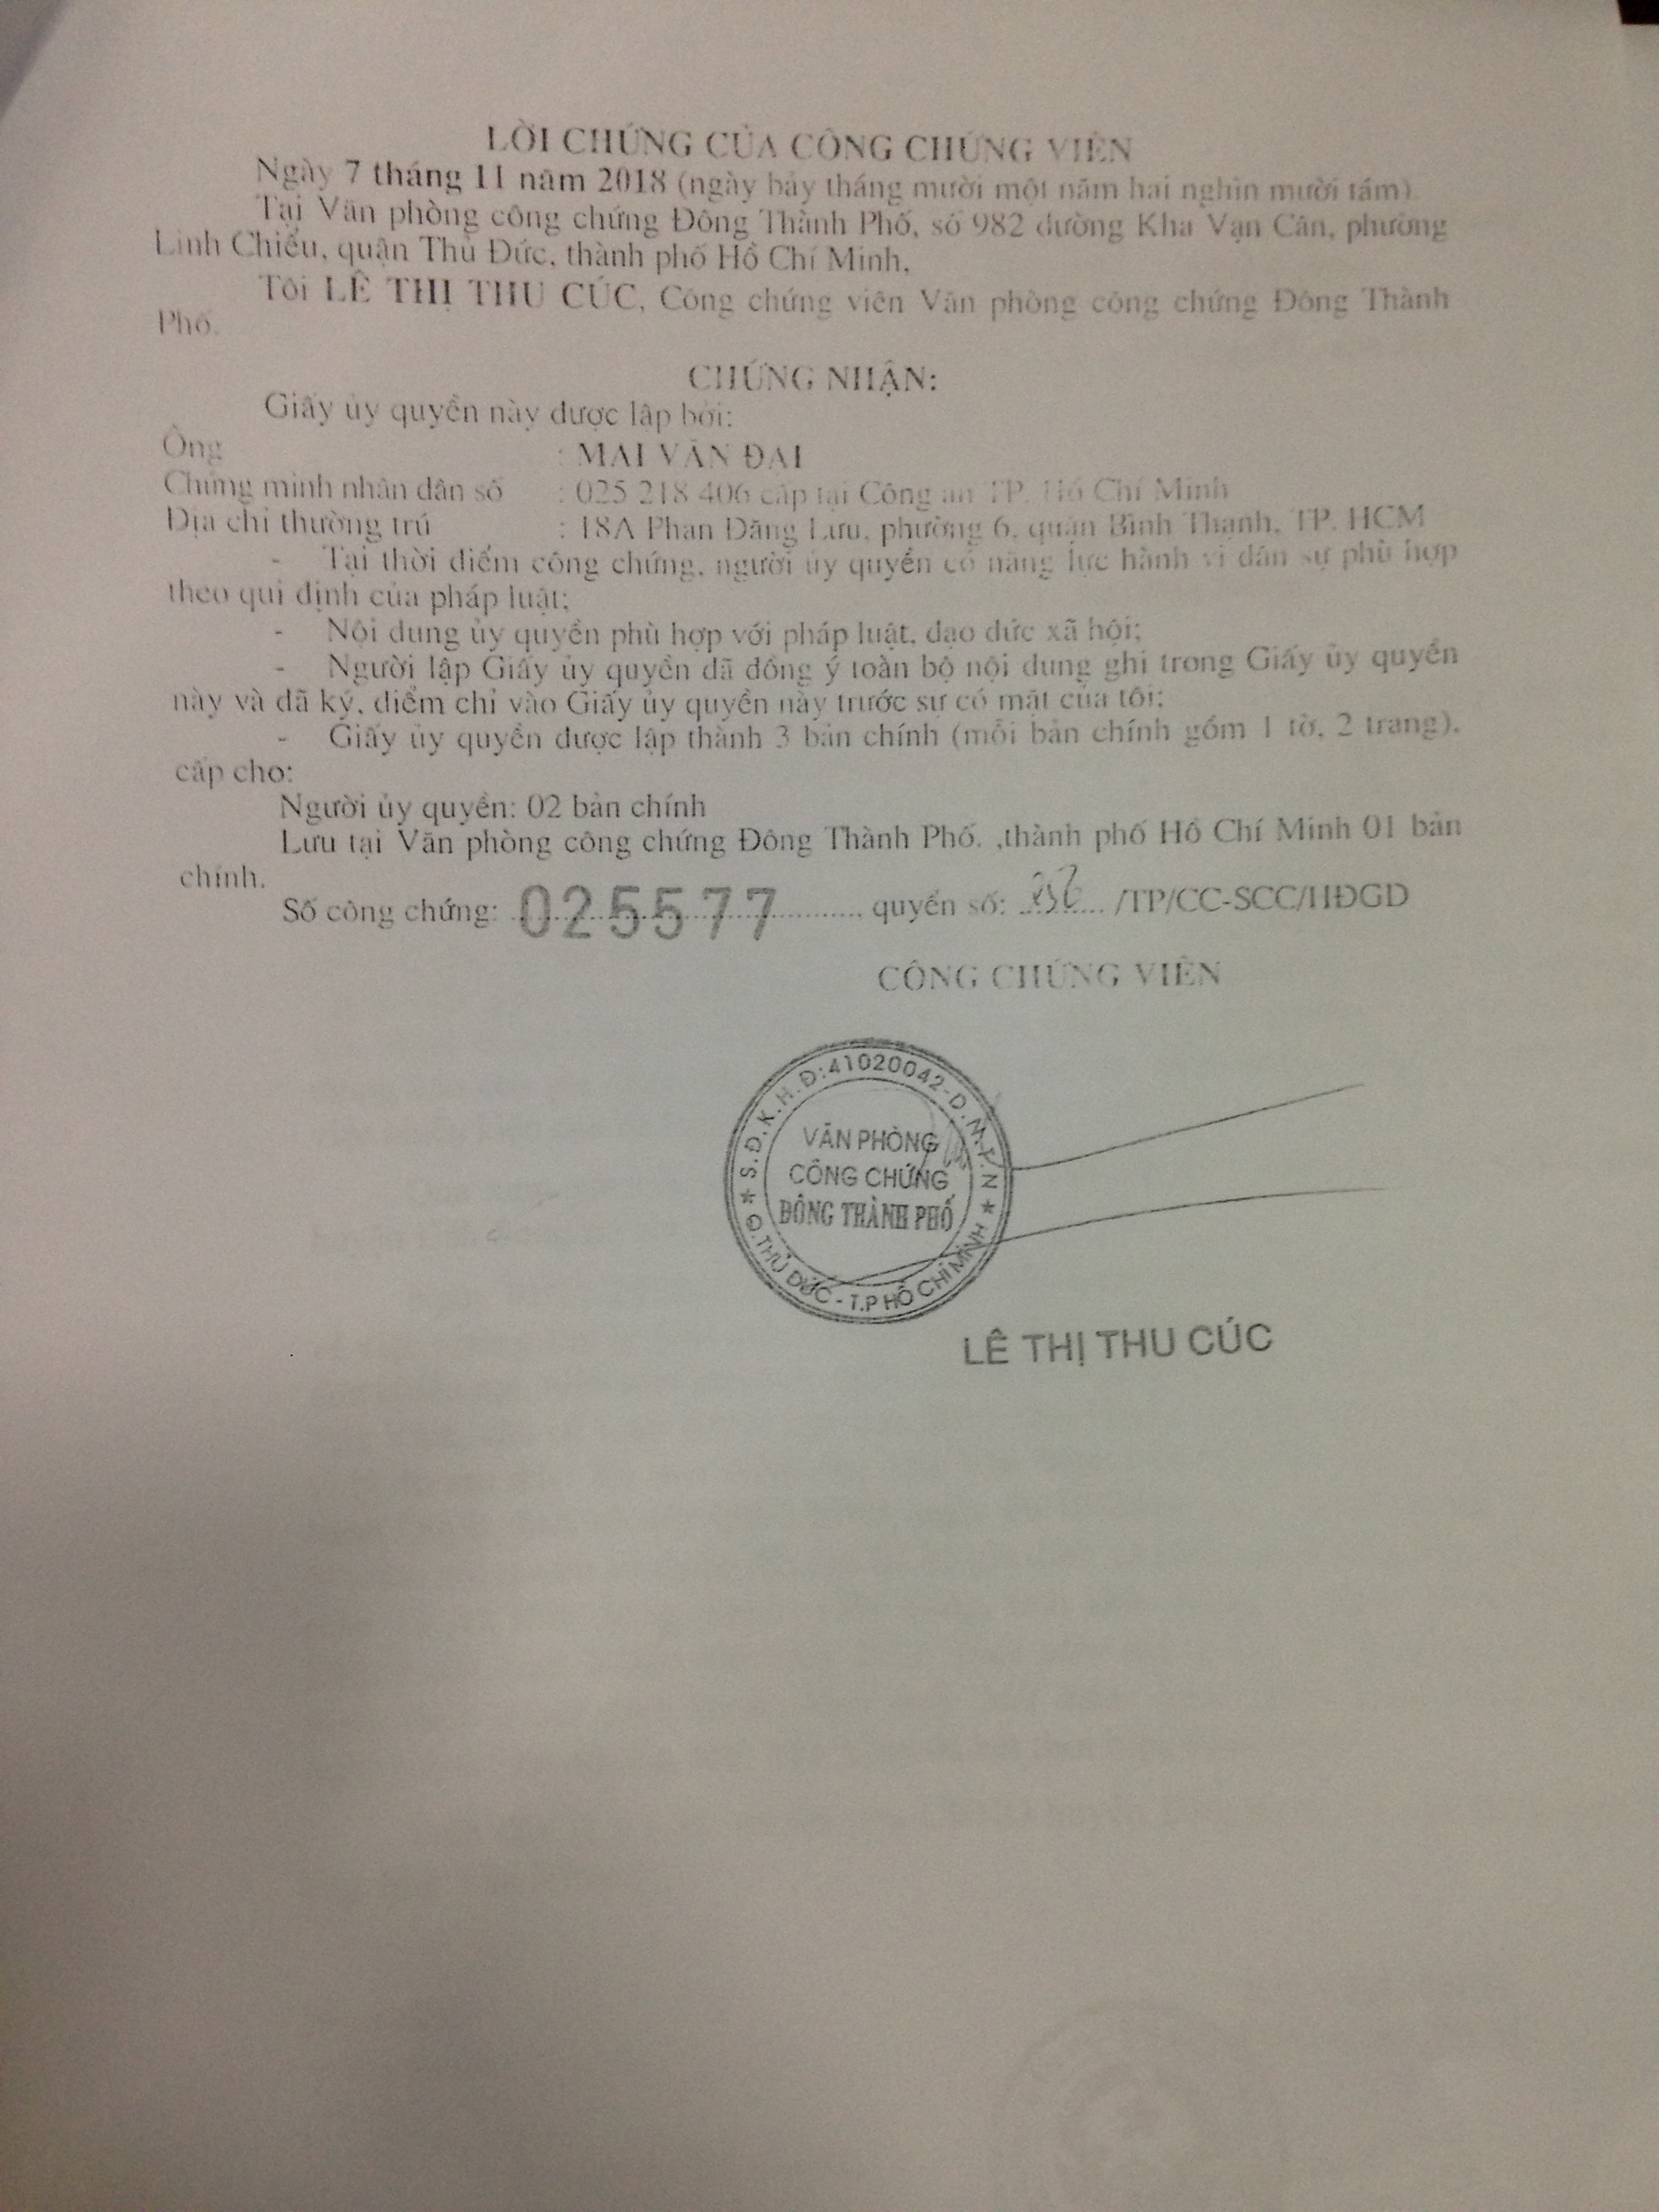 LỜI CHỨNG CỦA CÔNG CHỨNG VIÊN
Ngày 7 tháng 11 năm 2018 (ngày bảy tháng mười một năm hai nghìn mười tám).
Tại Văn phòng công chứng Đông Thành Phố, số 982 đường Kha Vạn Cân, phường
Linh Chiểu, quận Thủ Đức, thành phố Hồ Chí Minh,
Tôi LÊ THỊ THU CÚC, Công chứng viên Văn phòng công chứng Đông Thành
Phố.
CHỨNG NHẬN:
Giấy ủy quyền này được lập bởi:
Ông : MAI VĂN ĐẠI
Chứng minh nhân dân số : 025 218 406 cấp tại Công an TP. Hồ Chí Minh
Địa chỉ thường trú : 18A Phan Đăng Lưu, phường 6, quận Bình Thạnh, TP. HCM
- Tại thời điểm công chứng, người ủy quyền có năng lực hành vi dân sự phù hợp
theo qui định của pháp luật;
- Nội dung ủy quyền phù hợp với pháp luật, đạo đức xã hội;
- Người lập Giấy ủy quyền đã đồng ý toàn bộ nội dung ghi trong Giấy ủy quyền
này và đã ký, điểm chỉ vào Giấy ủy quyền này trước sự có mặt của tôi;
- Giấy ủy quyền được lập thành 3 bản chính (mỗi bản chính gồm 1 tờ, 2 trang),
cấp cho:
Người ủy quyền: 02 bản chính
Lưu tại Văn phòng công chứng Đông Thành Phố. ,thành phố Hồ Chí Minh 01 bản
chính.
Số công chứng: 025577, quyển số: /TP/CC-SCC/HĐGD
CÔNG CHỨNG VIÊN
S.Đ.K.H.Đ:41020042-D.N.T.N
VĂN PHÒNG
CÔNG CHỨNG
ĐÔNG THÀNH PHỐ
Q.THỦ ĐỨC - T.P HỒ CHÍ MINH
LÊ THỊ THU CÚC